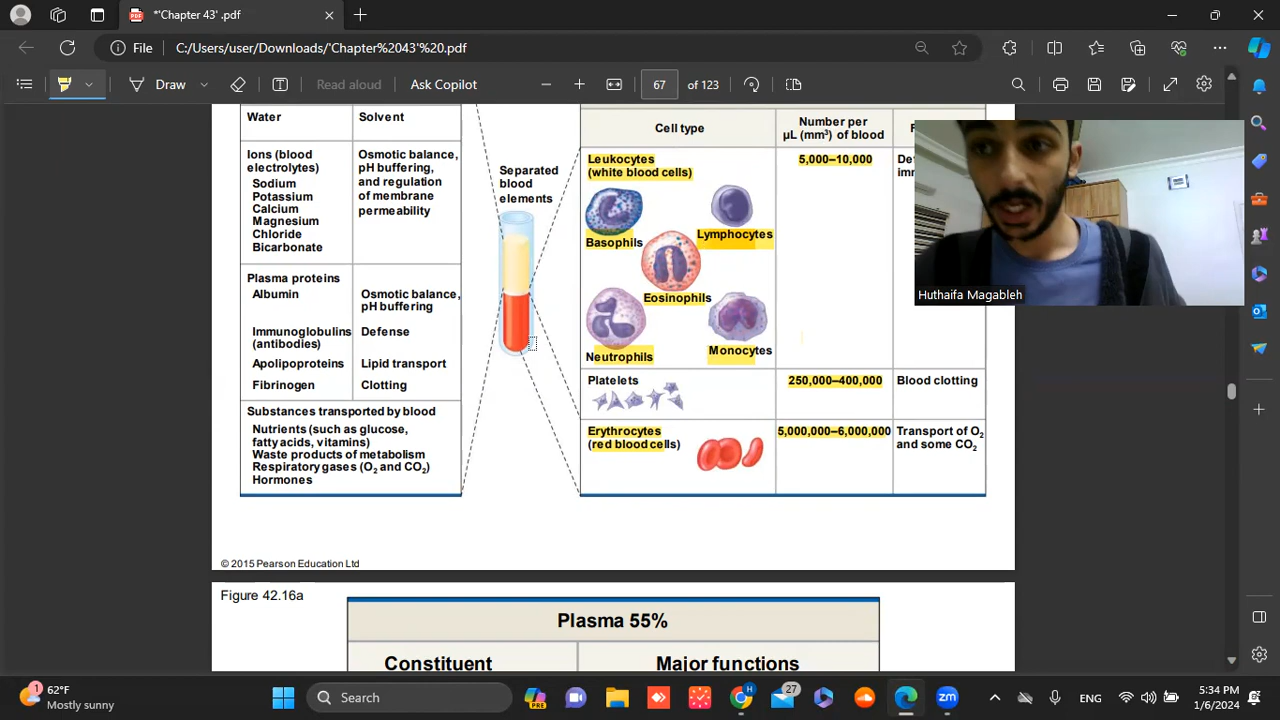 *'Chapter 43' .pdf
File
C:/Users/user/Downloads/'Chapter%2043'%20.pdf
Draw
Read aloud
Ask Copilot
67
of 123
Water
Solvent
Ions (blood
electrolytes)
Sodium
Potassium
Calcium
Magnesium
Chloride
Bicarbonate
Osmotic balance,
pH buffering,
and regulation
of membrane
permeability
Plasma proteins
Albumin
Osmotic balance,
pH buffering
Immunoglobulins
(antibodies)
Defense
Apolipoproteins
Lipid transport
Fibrinogen
Clotting
Substances transported by blood
Nutrients (such as glucose,
fatty acids, vitamins)
Waste products of metabolism
Respiratory gases (O2 and CO2)
Hormones
Separated
blood
elements
Cell type
Number per
µL (mm³) of blood
Leukocytes
(white blood cells)
5,000–10,000
Basophils
Lymphocytes
Eosinophils
Neutrophils
Monocytes
Platelets
250,000–400,000
Blood clotting
Erythrocytes
(red blood cells)
5,000,000–6,000,000
Transport of O2
and some CO2
Huthaifa Magableh
© 2015 Pearson Education Ltd
Figure 42.16a
Plasma 55%
Constituent
Major functions
1
62°F
Mostly sunny
Search
PRE
H
27
zm
ENG
5:34 PM
1/6/2024